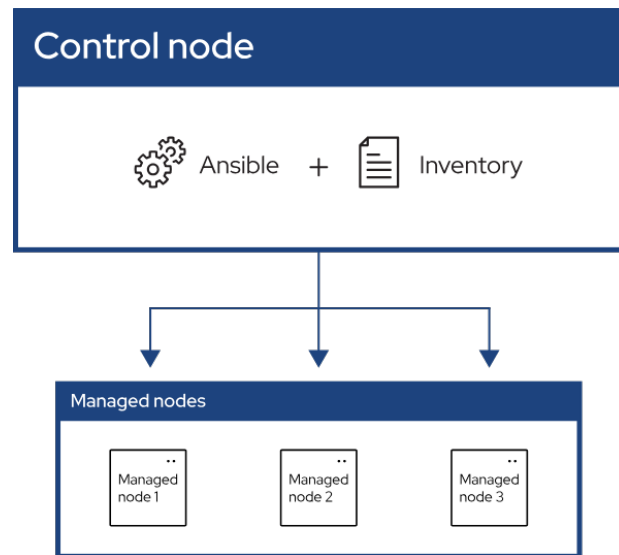 Control node
Ansible + Inventory
Managed nodes
Managed
node 1
Managed
node 2
Managed
node 3